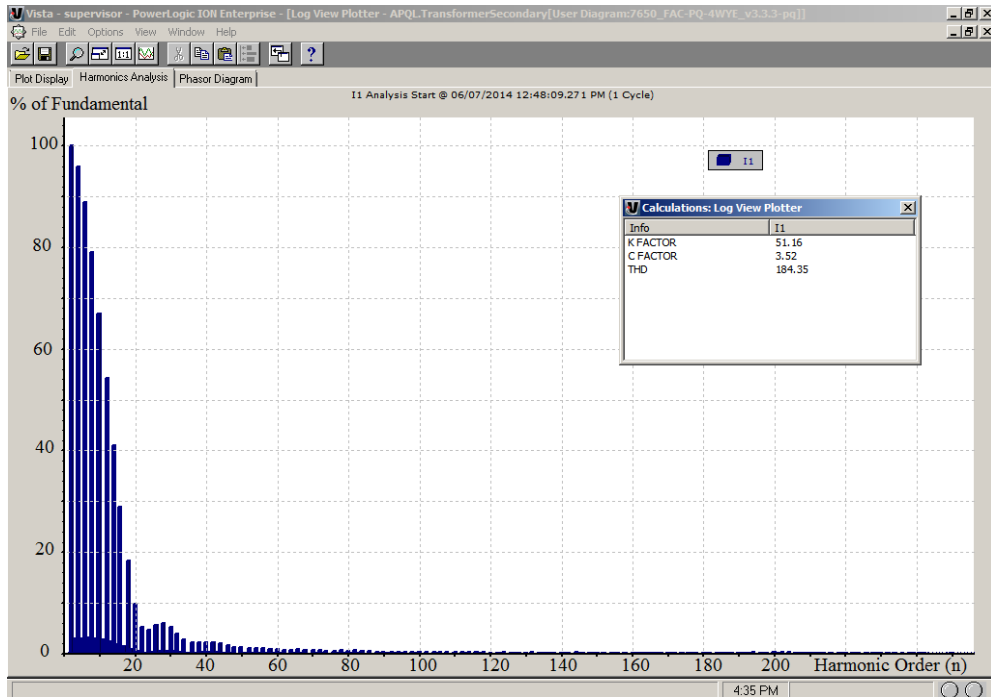 Vista - supervisor - PowerLogic ION Enterprise - [Log View Plotter - APQL.TransformerSecondary[User Diagram:7650_FAC-PQ-4WYE_v3.3.3-pq]]
File Edit Options View Window Help
1:1
?
Plot Display Harmonics Analysis Phasor Diagram
I1 Analysis Start @ 06/07/2014 12:48:09.271 PM (1 Cycle)
% of Fundamental
100
I1
Calculations: Log View Plotter
Info I1
K FACTOR 51.16
C FACTOR 3.52
THD 184.35
80
60
40
20
0
20 40 60 80 100 120 140 160 180 200 Harmonic Order (n)
4:35 PM